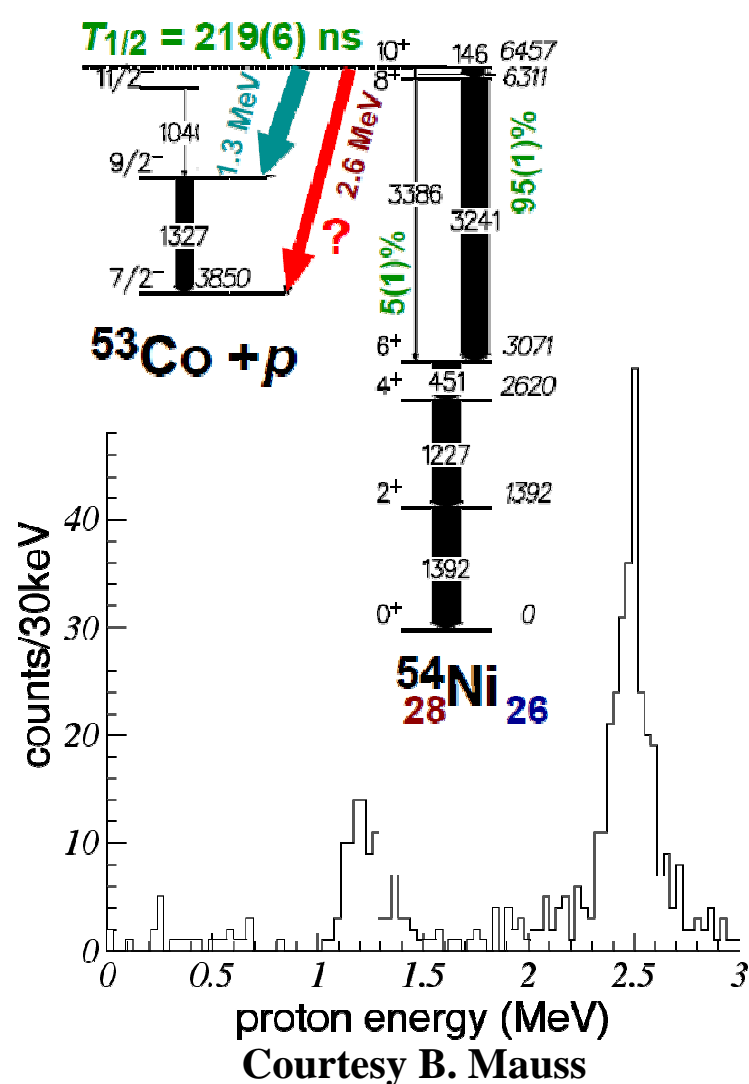 T1/2 = 219(6) ns
10+ 146 6457
11/2- 8+ 6311
1.3 MeV
2.6 MeV
95(1)%
9/2-
3386
3241
1327
?
5(1)%
7/2- 3850
53Co +p
6+ 3071
4+ 451 2620
1227
2+ 1392
1392
0+ 0
54Ni
28 26
counts/30keV
40
30
20
10
0
0 0.5 1 1.5 2 2.5 3
proton energy (MeV)
Courtesy B. Mauss